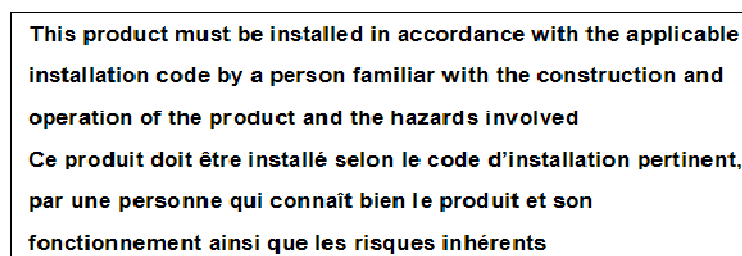 This product must be installed in accordance with the applicable
installation code by a person familiar with the construction and
operation of the product and the hazards involved
Ce produit doit être installé selon le code d'installation pertinent,
par une personne qui connaît bien le produit et son
fonctionnement ainsi que les risques inhérents